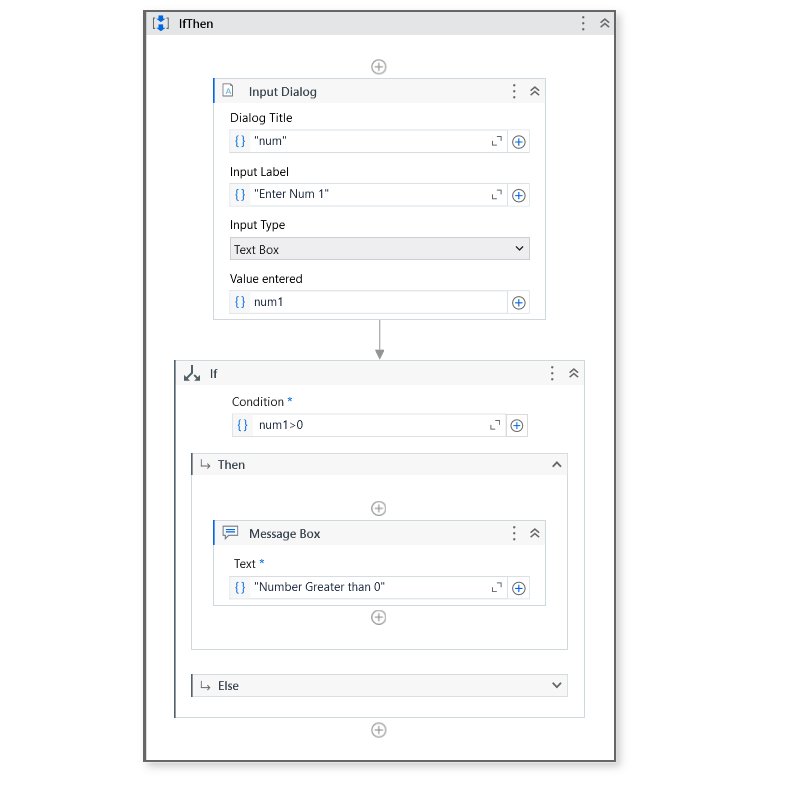 IfThen
Input Dialog
Dialog Title
{} "num"
Input Label
{} "Enter Num 1"
Input Type
Text Box
Value entered
{} num1
If
Condition *
{} num1>0
Then
Message Box
Text *
{} "Number Greater than 0"
Else